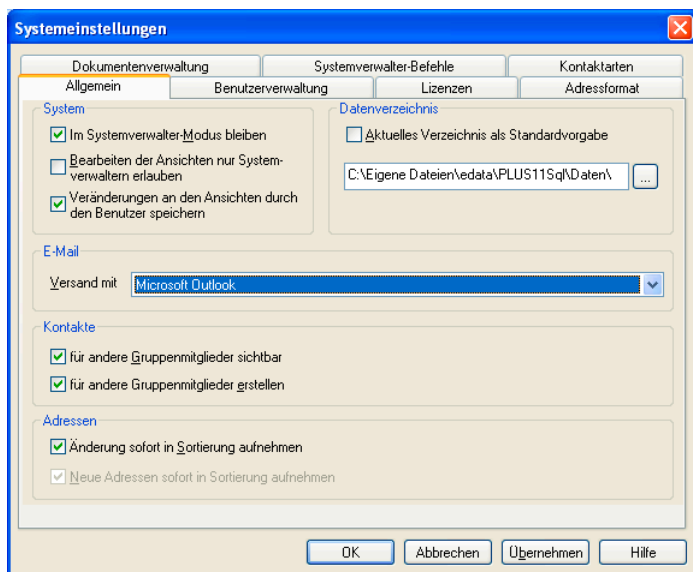 Systemeinstellungen
Dokumentenverwaltung
Systemverwalter-Befehle
Kontaktarten
Allgemein
Benutzerverwaltung
Lizenzen
Adressformat
System
Im Systemverwalter-Modus bleiben
Bearbeiten der Ansichten nur System-
verwaltern erlauben
Veränderungen an den Ansichten durch
den Benutzer speichern
Datenverzeichnis
Aktuelles Verzeichnis als Standardvorgabe
C:\Eigene Dateien\edata\PLUS11Sql\Daten\
...
E-Mail
Versand mit
Microsoft Outlook
Kontakte
für andere Gruppenmitglieder sichtbar
für andere Gruppenmitglieder erstellen
Adressen
Änderung sofort in Sortierung aufnehmen
Neue Adressen sofort in Sortierung aufnehmen
OK
Abbrechen
Übernehmen
Hilfe